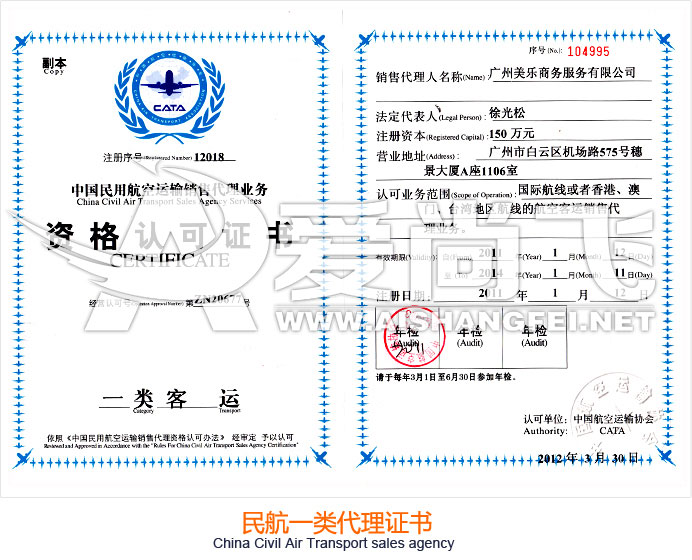 副本
Copy
CATA
注册序号(Registered Number) 12018
中国民用航空运输销售代理业务
China Civil Air Transport Sales Agency Services
资格认可证书
CERTIFIC
经营认可号 第ZN2067 号
一类客运
Category Transport
依照《中国民用航空运输销售代理资格认可办法》 经审定 予以认可
Reviewed and Approved in Accordance with the "Rules For China Civil Air Transport Sales Agency Certification"
序号(No.): 104995
销售代理人名称(Name): 广州美乐商务服务有限公司
法定代表人(Legal Person): 徐光松
注册资本(Registered Capital): 150 万元
营业地址(Address): 广州市白云区机场路575号穗
景大厦A座1106室
认可业务范围(Scope of Operation): 国际航线或者香港、澳
门、台湾地区航线的航空客运销售代
理业务。
有效期限(Validity): 自(From) 2011 年(Year) 1 月(Month) 12 日(Day)
至(To) 2014 年(Year) 1 月(Month) 11 日(Day)
注册日期: 2011 年 1 月 12 日
年检 年检 年检
(Audit) (Audit) (Audit)
2011
请于每年3月1日至6月30日参加年检。
认可单位: 中国航空运输协会
Authority: CATA
2012 年 3 月 30 日
爱尚飞
WWW.AISHANGFEI.NET
民航一类代理证书
China Civil Air Transport sales agency